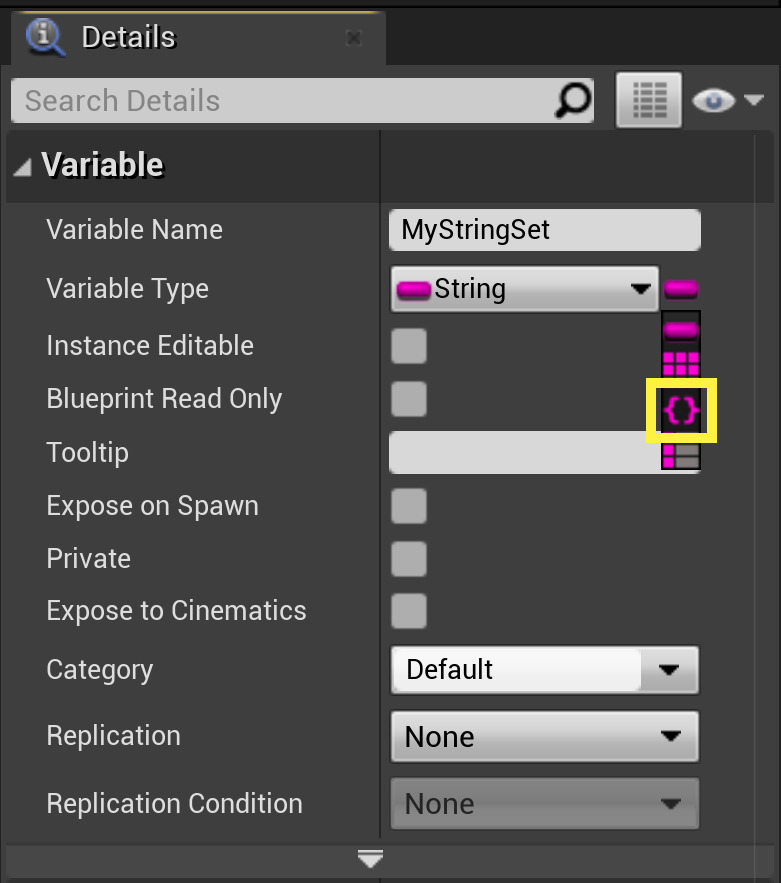 Details
Search Details
Variable
Variable Name MyStringSet
Variable Type String
Instance Editable
Blueprint Read Only
Tooltip
Expose on Spawn
Private
Expose to Cinematics
Category Default
Replication None
Replication Condition None